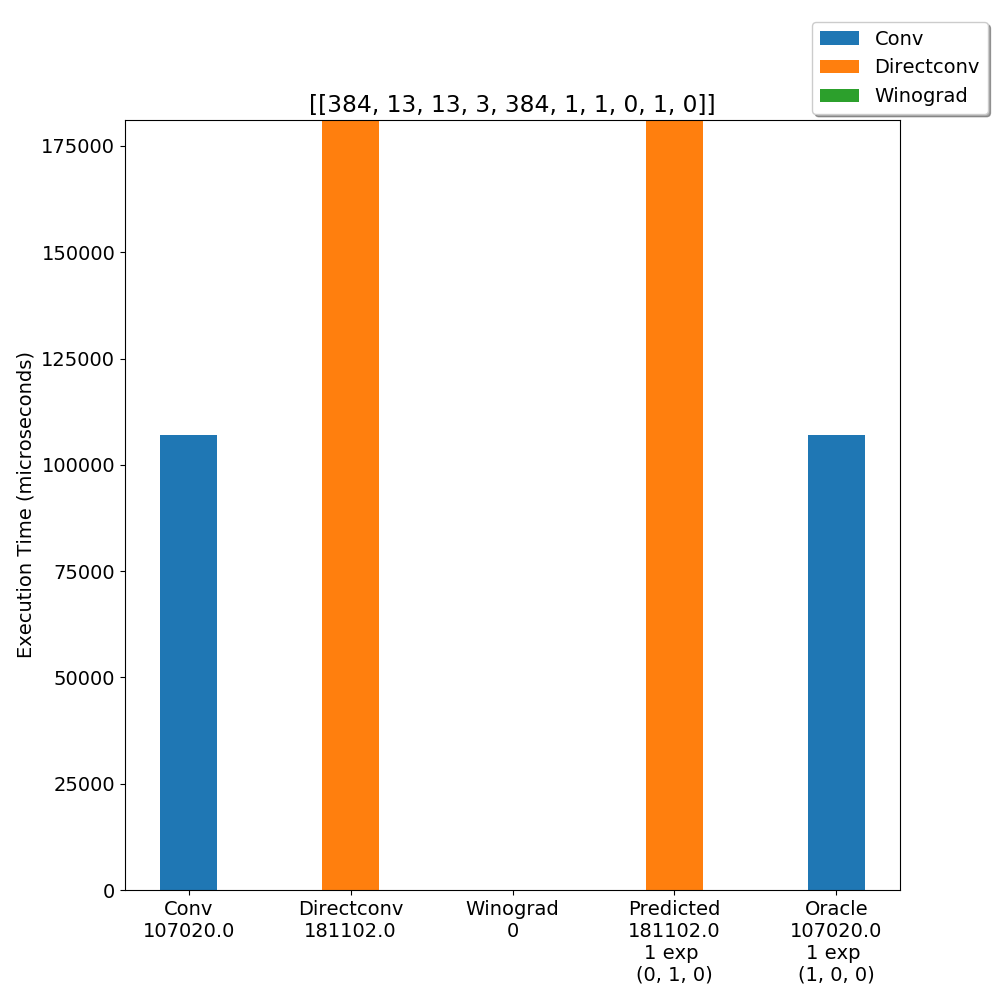 Conv
Directconv
Winograd
[[384, 13, 13, 3, 384, 1, 1, 0, 1, 0]]
Execution Time (microseconds)
175000
150000
125000
100000
75000
50000
25000
0
Conv
107020.0
Directconv
181102.0
Winograd
0
Predicted
181102.0
1 exp
(0, 1, 0)
Oracle
107020.0
1 exp
(1, 0, 0)